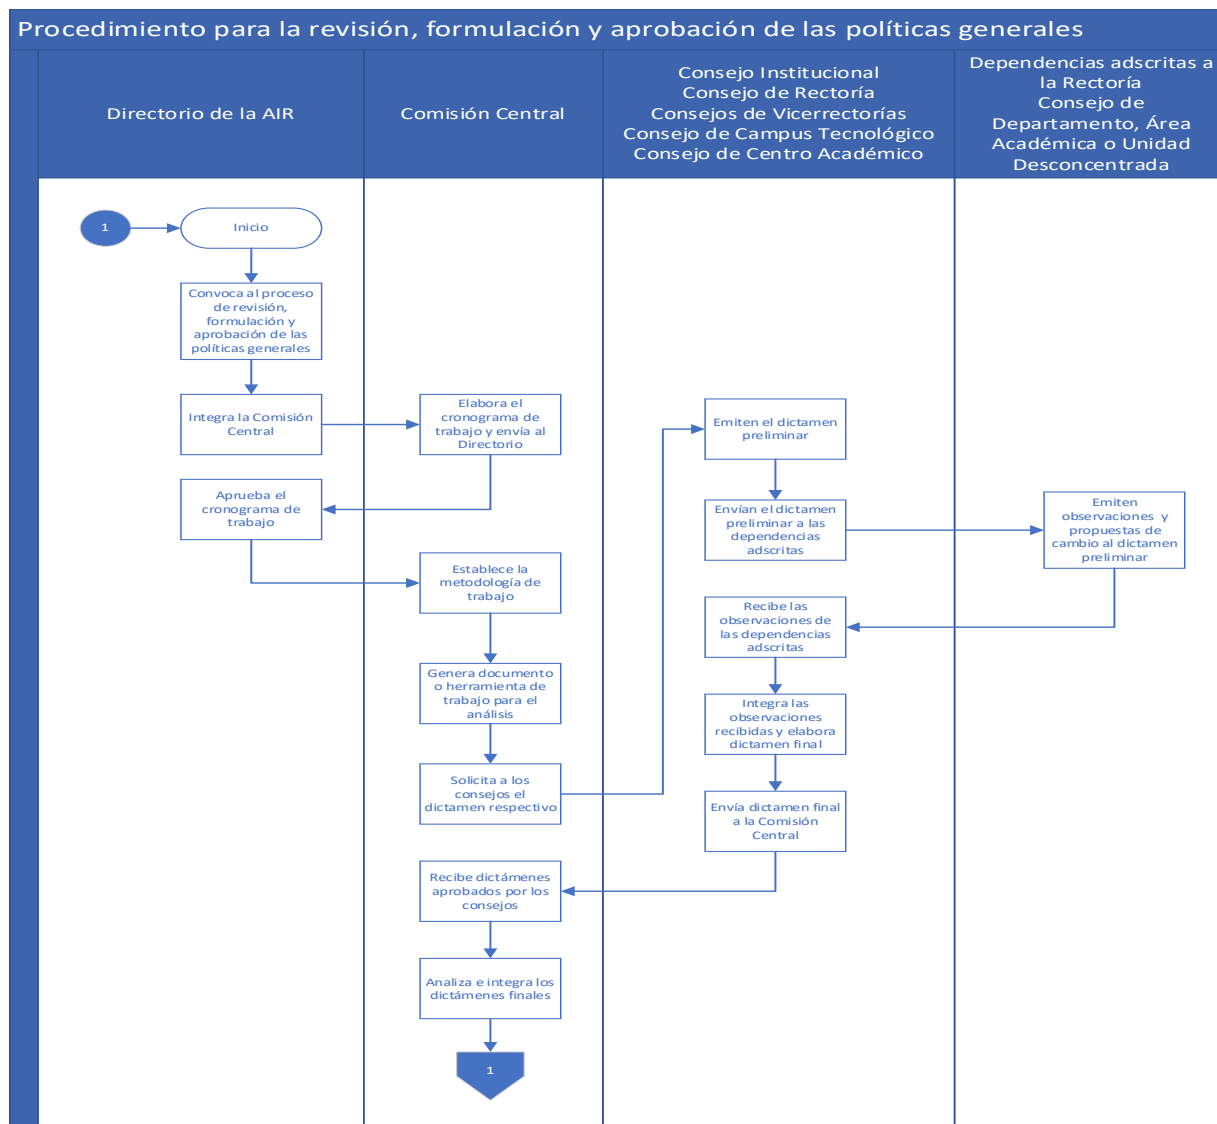 Procedimiento para la revisión, formulación y aprobación de las políticas generales
Directorio de la AIR
Comisión Central
Consejo Institucional
Consejo de Rectoría
Consejos de Vicerrectorías
Consejo de Campus Tecnológico
Consejo de Centro Académico
Dependencias adscritas a
la Rectoría
Consejo de
Departamento, Área
Académica o Unidad
Desconcentrada
1
Inicio
Convoca al proceso
de revisión,
formulación y
aprobación de las
políticas generales
Integra la Comisión
Central
Elabora el
cronograma de
trabajo y envía al
Directorio
Aprueba el
cronograma de
trabajo
Establece la
metodología de
trabajo
Genera documento
o herramienta de
trabajo para el
análisis
Solicita a los
consejos el
dictamen respectivo
Emiten el dictamen
preliminar
Envían el dictamen
preliminar a las
dependencias
adscritas
Emiten
observaciones y
propuestas de
cambio al dictamen
preliminar
Recibe las
observaciones de
las dependencias
adscritas
Integra las
observaciones
recibidas y elabora
dictamen final
Envía dictamen final
a la Comisión
Central
Recibe dictámenes
aprobados por los
consejos
Analiza e integra los
dictámenes finales
1